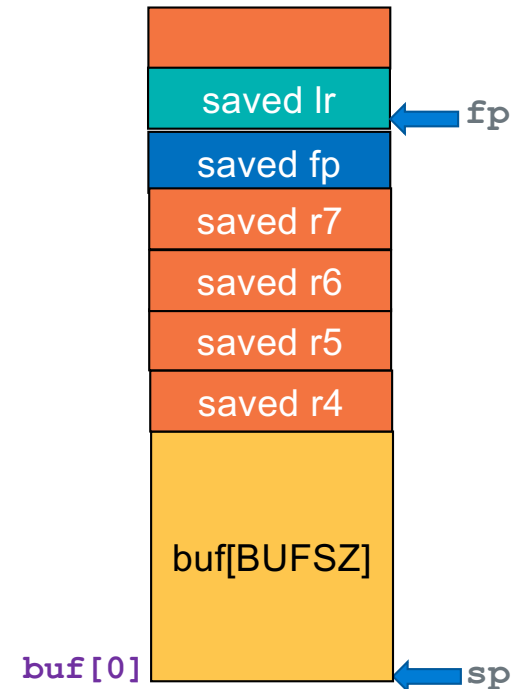 saved lr
fp
saved fp
saved r7
saved r6
saved r5
saved r4
buf[BUFSZ]
buf[0]
sp